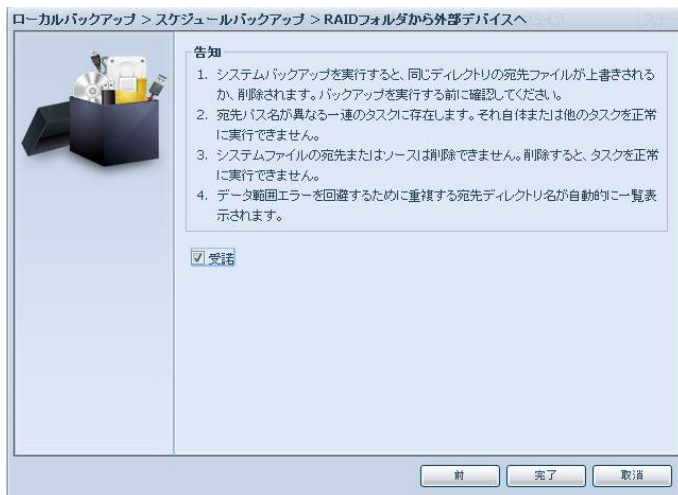 ローカルバックアップ > スケジュールバックアップ > RAIDフォルダから外部デバイスへ
告知
1. システムバックアップを実行すると、同じディレクトリの宛先ファイルが上書きされる
か、削除されます。バックアップを実行する前に確認してください。
2. 宛先パス名が異なる一連のタスクに存在します。それ自体または他のタスクを正常
に実行できません。
3. システムファイルの宛先またはソースは削除できません。削除すると、タスクを正常
に実行できません。
4. データ範囲エラーを回避するために重複する宛先ディレクトリ名が自動的に一覧表
示されます。
受諾
前
完了
取消